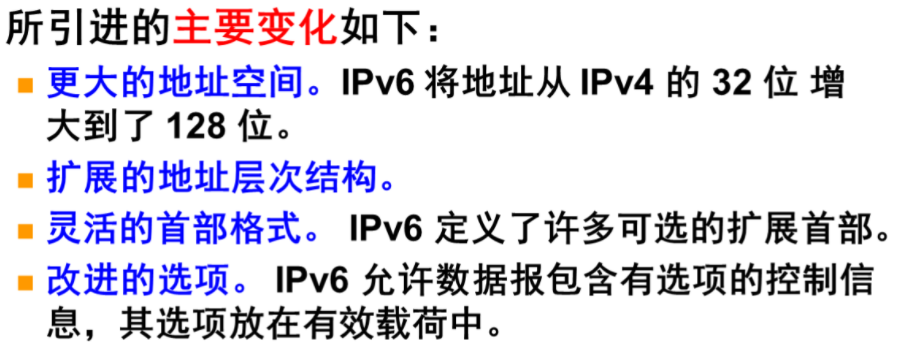 所引进的主要变化如下：
更大的地址空间。IPv6 将地址从 IPv4 的 32 位 增
大到了 128 位。
扩展的地址层次结构。
灵活的首部格式。 IPv6 定义了许多可选的扩展首部。
改进的选项。 IPv6 允许数据报包含有选项的控制信
息，其选项放在有效载荷中。